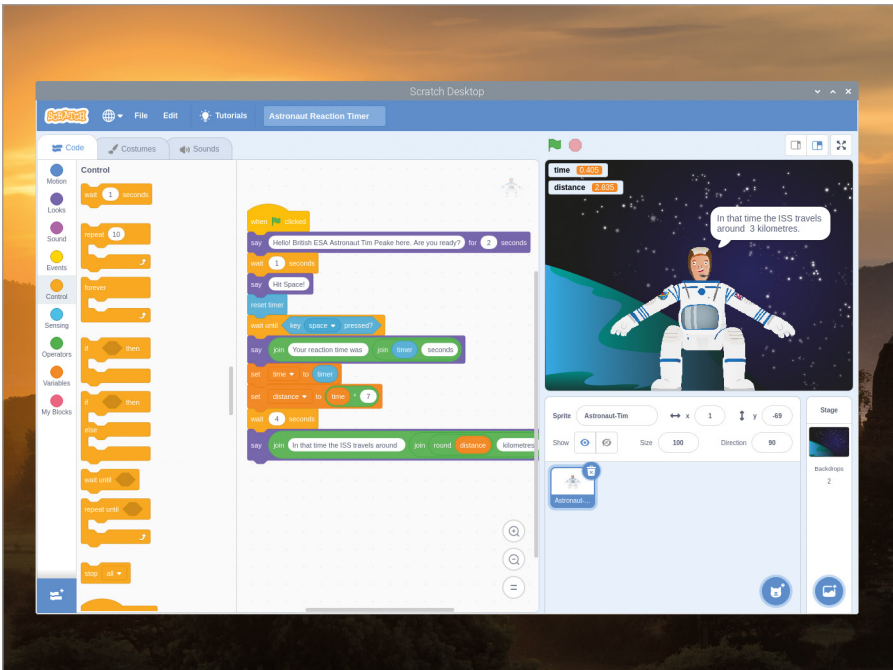 Scratch Desktop
SCRATCH File Edit Tutorials Astronaut Reaction Timer
Code Costumes Sounds
Motion
Looks
Sound
Events
Control
Sensing
Operators
Variables
My Blocks
Control
wait 1 seconds
repeat 10
forever
if then
if then
else
wait until
repeat until
stop all
when clicked
say Hello! British ESA Astronaut Tim Peake here. Are you ready? for 2 seconds
wait 1 seconds
say Hit Space!
reset timer
wait until key space pressed?
say join Your reaction time was join timer seconds
set time to timer
set distance to time * 7
wait 4 seconds
say join In that time the ISS travels around join round distance kilometres
time 0.405
distance 2.835
In that time the ISS travels
around 3 kilometres.
Sprite Astronaut-Tim x 1 y -69
Show Size 100 Direction 90
Astronaut-...
Stage
Backdrops
2